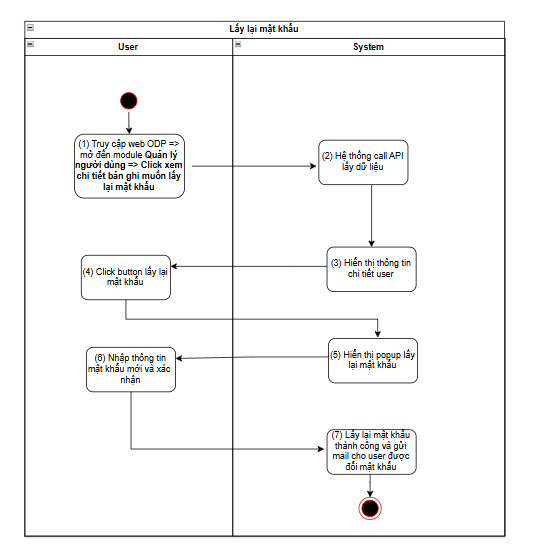 Lấy lại mật khẩu
User
System
(1) Truy cập web ODP =>
mở đến module Quản lý
người dùng => Click xem
chi tiết bản ghi muốn lấy
lại mật khẩu
(2) Hệ thống call API
lấy dữ liệu
(3) Hiển thị thông tin
chi tiết user
(4) Click button lấy lại
mật khẩu
(5) Hiển thị popup lấy
lại mật khẩu
(6) Nhập thông tin
mật khẩu mới và xác
nhận
(7) Lấy lại mật khẩu
thành công và gửi
mail cho user được
đổi mật khẩu